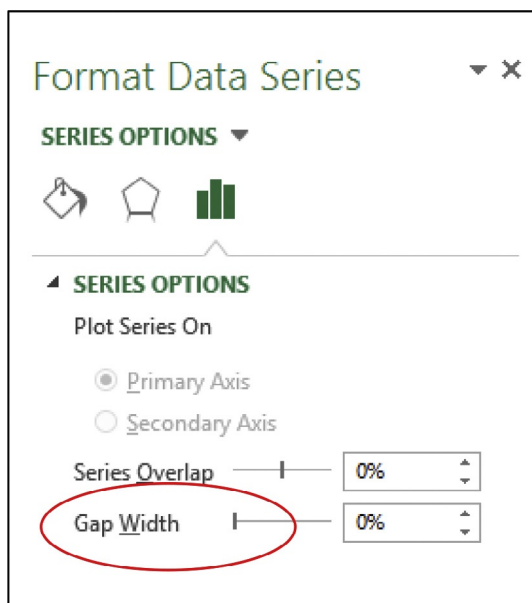 Format Data Series
SERIES OPTIONS
SERIES OPTIONS
Plot Series On
Primary Axis
Secondary Axis
Series Overlap 0%
Gap Width 0%